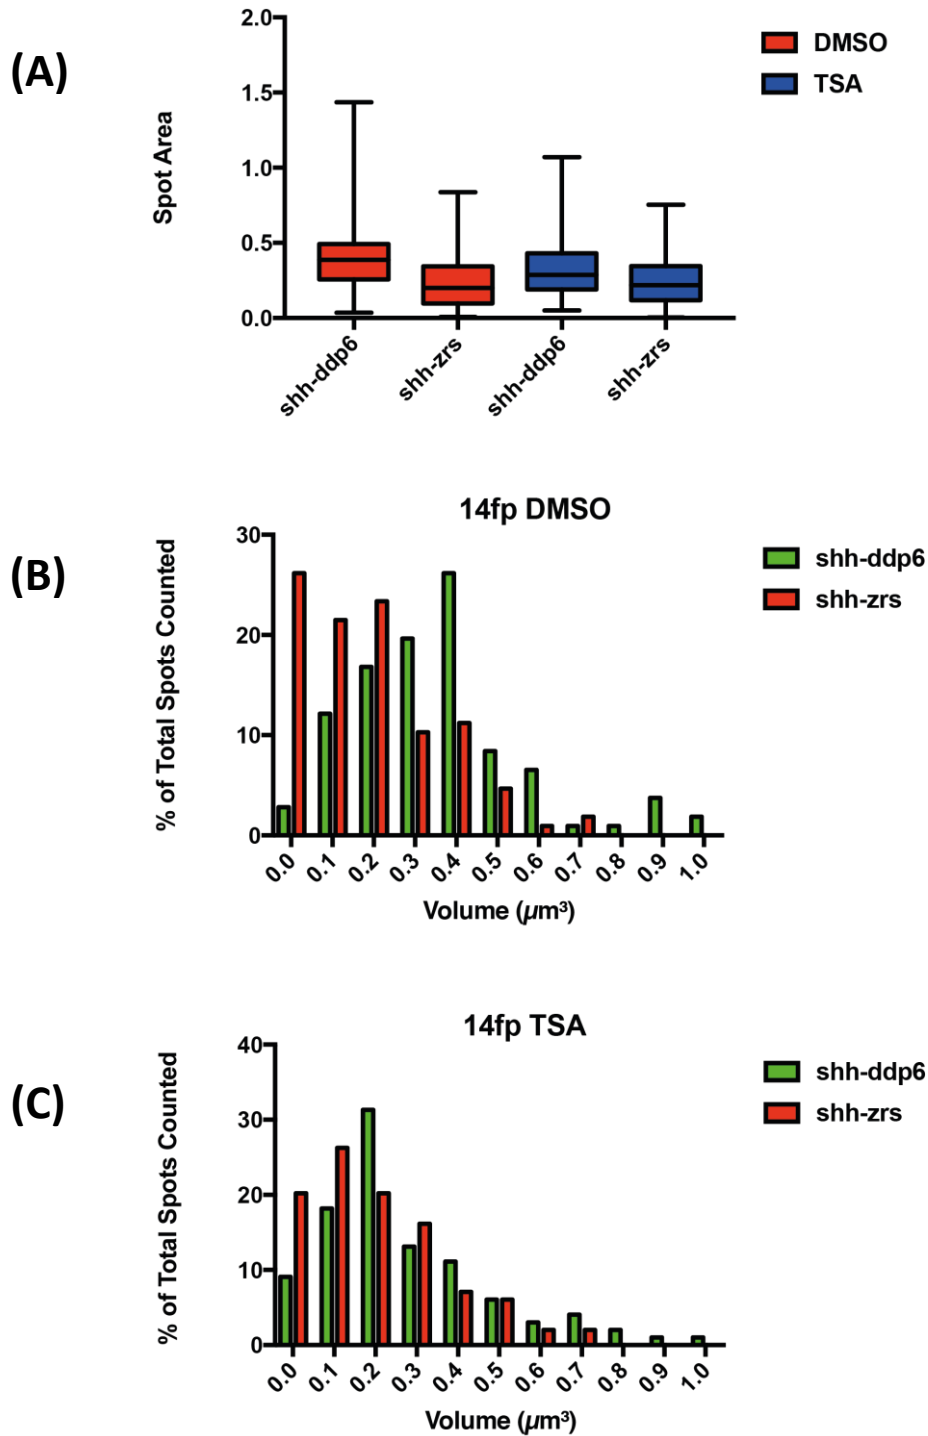 (A)
2.0
1.5
1.0
0.5
0.0
Spot Area
shh-ddp6
shh-zrs
shh-ddp6
shh-zrs
DMSO
TSA
(B)
14fp DMSO
30
20
10
0
% of Total Spots Counted
0.0 0.1 0.2 0.3 0.4 0.5 0.6 0.7 0.8 0.9 1.0
Volume (µm³)
shh-ddp6
shh-zrs
(C)
14fp TSA
40
30
20
10
0
% of Total Spots Counted
0.0 0.1 0.2 0.3 0.4 0.5 0.6 0.7 0.8 0.9 1.0
Volume (µm³)
shh-ddp6
shh-zrs